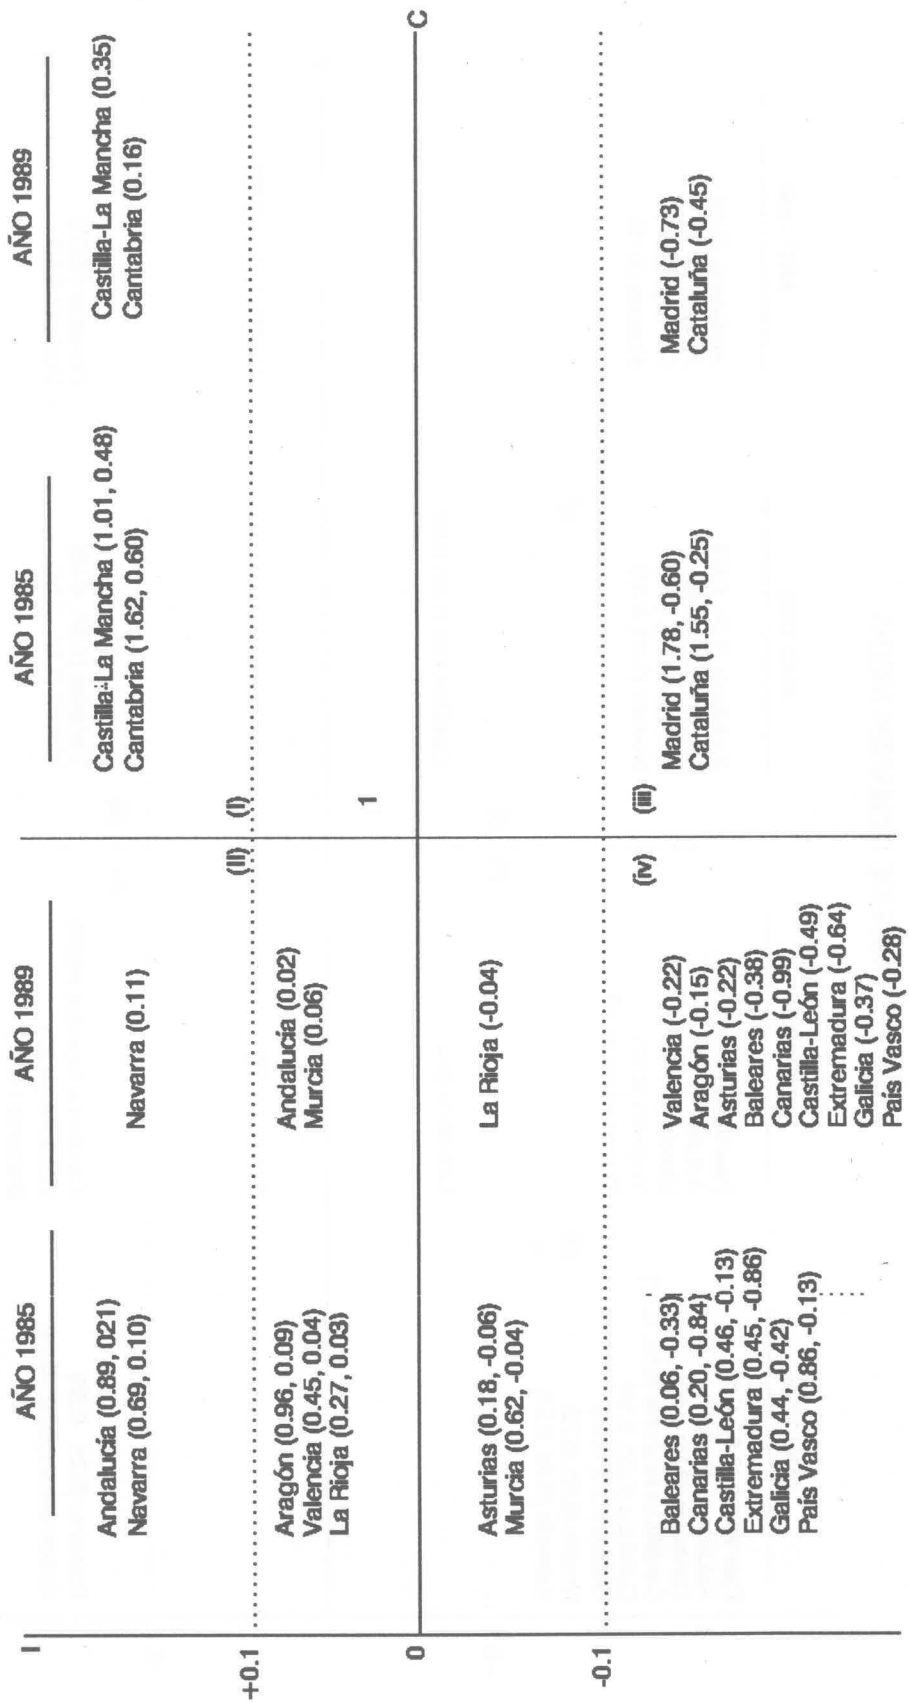 I
AÑO 1985
AÑO 1989
AÑO 1985
AÑO 1989
Andalucía (0.89, 021)
Navarra (0.69, 0.10)
Navarra (0.11)
Castilla-La Mancha (1.01, 0.48)
Cantabria (1.62, 0.60)
Castilla-La Mancha (0.35)
Cantabria (0.16)
(II)
(I)
+0.1
Aragón (0.96, 0.09)
Valencia (0.45, 0.04)
La Rioja (0.27, 0.03)
Andalucía (0.02)
Murcia (0.06)
1
0
C
Asturias (0.18, -0.06)
Murcia (0.62, -0.04)
La Rioja (-0.04)
-0.1
(iv)
(iii)
Baleares (0.06, -0.33)
Canarias (0.20, -0.84)
Castilla-León (0.46, -0.13)
Extremadura (0.45, -0.86)
Galicia (0.44, -0.42)
País Vasco (0.86, -0.13)
Valencia (-0.22)
Aragón (-0.15)
Asturias (-0.22)
Baleares (-0.38)
Canarias (-0.99)
Castilla-León (-0.49)
Extremadura (-0.64)
Galicia (-0.37)
País Vasco (-0.28)
Madrid (1.78, -0.60)
Cataluña (1.55, -0.25)
Madrid (-0.73)
Cataluña (-0.45)